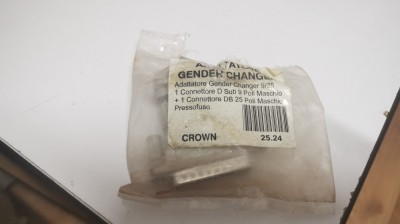 ADATTATORE
GENDER CHANGER
Adattatore Gender Changer 9/25
1 Connettore D Sub 9 Poli Maschio
+ 1 Connettore DB 25 Poli Maschio
Pressofuso
CROWN 25.24